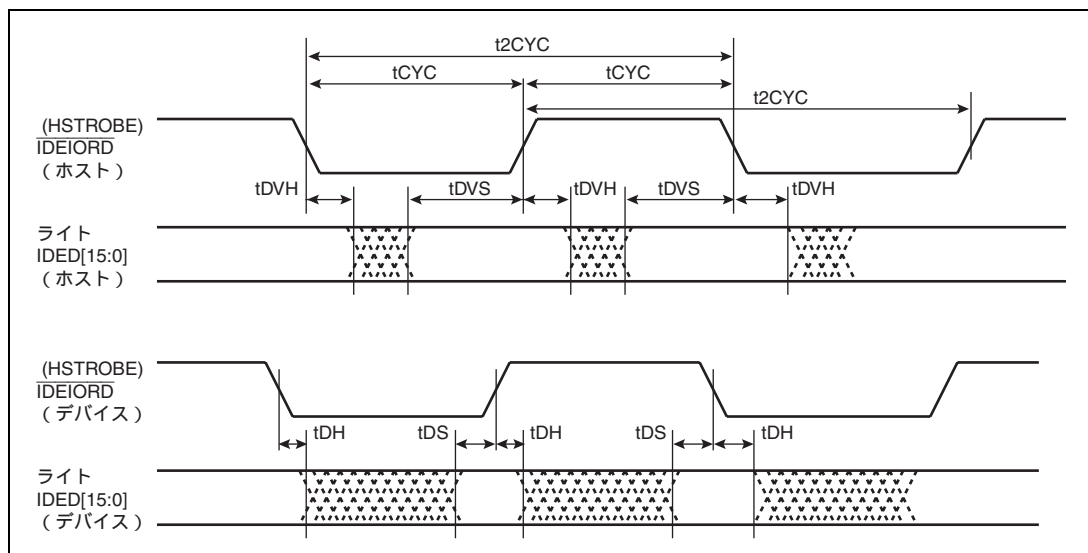 t2CYC
tCYC tCYC
t2CYC
(HSTROBE)
IDEIORD
(ホスト)
tDVH tDVS tDVH tDVS tDVH
ライト
IDED[15:0]
(ホスト)
(HSTROBE)
IDEIORD
(デバイス)
tDH tDS tDH tDS tDH
ライト
IDED[15:0]
(デバイス)